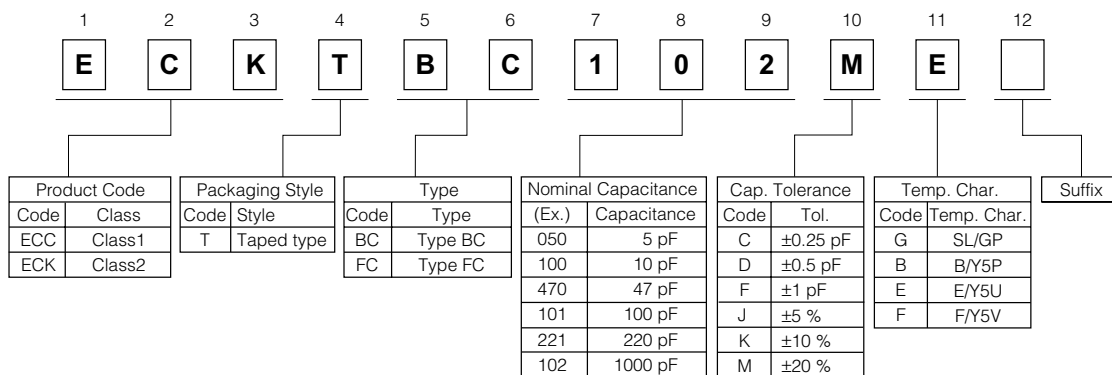 1 2 3 4 5 6 7 8 9 10 11 12
E C K T B C 1 0 2 M E
Product Code
Code Class
ECC Class1
ECK Class2
Packaging Style
Code Style
T Taped type
Type
Code Type
BC Type BC
FC Type FC
Nominal Capacitance
(Ex.) Capacitance
050 5 pF
100 10 pF
470 47 pF
101 100 pF
221 220 pF
102 1000 pF
Cap. Tolerance
Code Tol.
C ±0.25 pF
D ±0.5 pF
F ±1 pF
J ±5 %
K ±10 %
M ±20 %
Temp. Char.
Code Temp. Char.
G SL/GP
B B/Y5P
E E/Y5U
F F/Y5V
Suffix